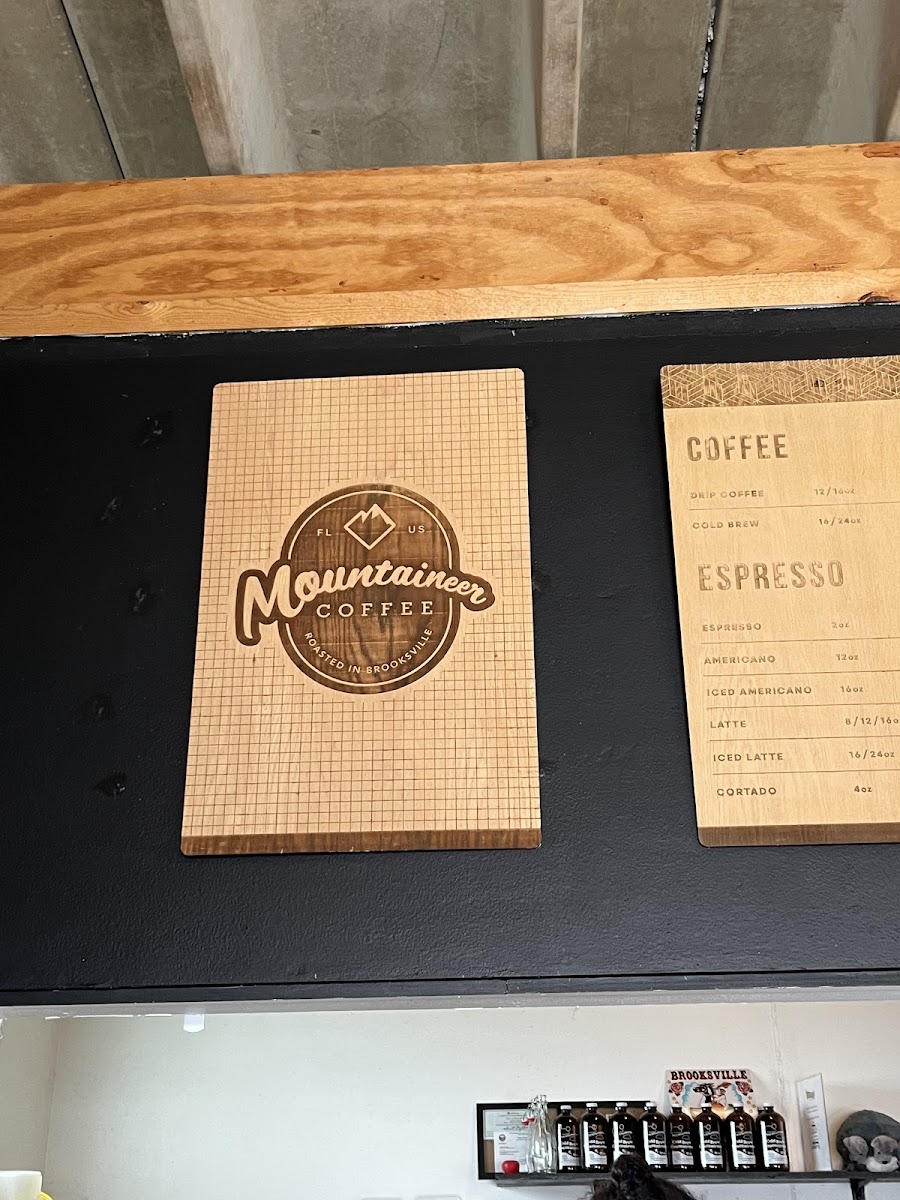 FL US
Mountaineer
COFFEE
ROASTED IN BROOKSVILLE
COFFEE
DRIP COFFEE 12/16oz
COLD BREW 16/24oz
ESPRESSO
ESPRESSO 2oz
AMERICANO 12oz
ICED AMERICANO 16oz
LATTE 8/12/16o
ICED LATTE 16/24oz
CORTADO 4oz
BROOKSVILLE